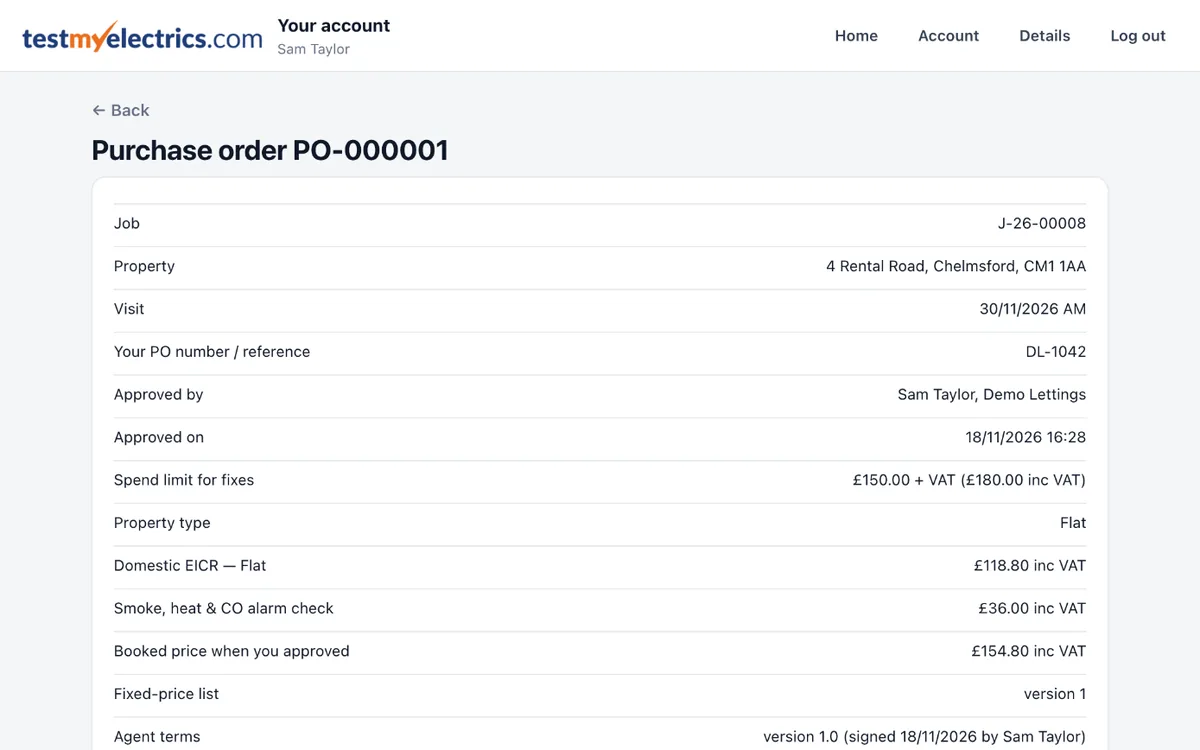 testmyelectrics.com
Your account
Sam Taylor
Home Account Details Log out
← Back
Purchase order PO-000001
Job J-26-00008
Property 4 Rental Road, Chelmsford, CM1 1AA
Visit 30/11/2026 AM
Your PO number / reference DL-1042
Approved by Sam Taylor, Demo Lettings
Approved on 18/11/2026 16:28
Spend limit for fixes £150.00 + VAT (£180.00 inc VAT)
Property type Flat
Domestic EICR — Flat £118.80 inc VAT
Smoke, heat & CO alarm check £36.00 inc VAT
Booked price when you approved £154.80 inc VAT
Fixed-price list version 1
Agent terms version 1.0 (signed 18/11/2026 by Sam Taylor)